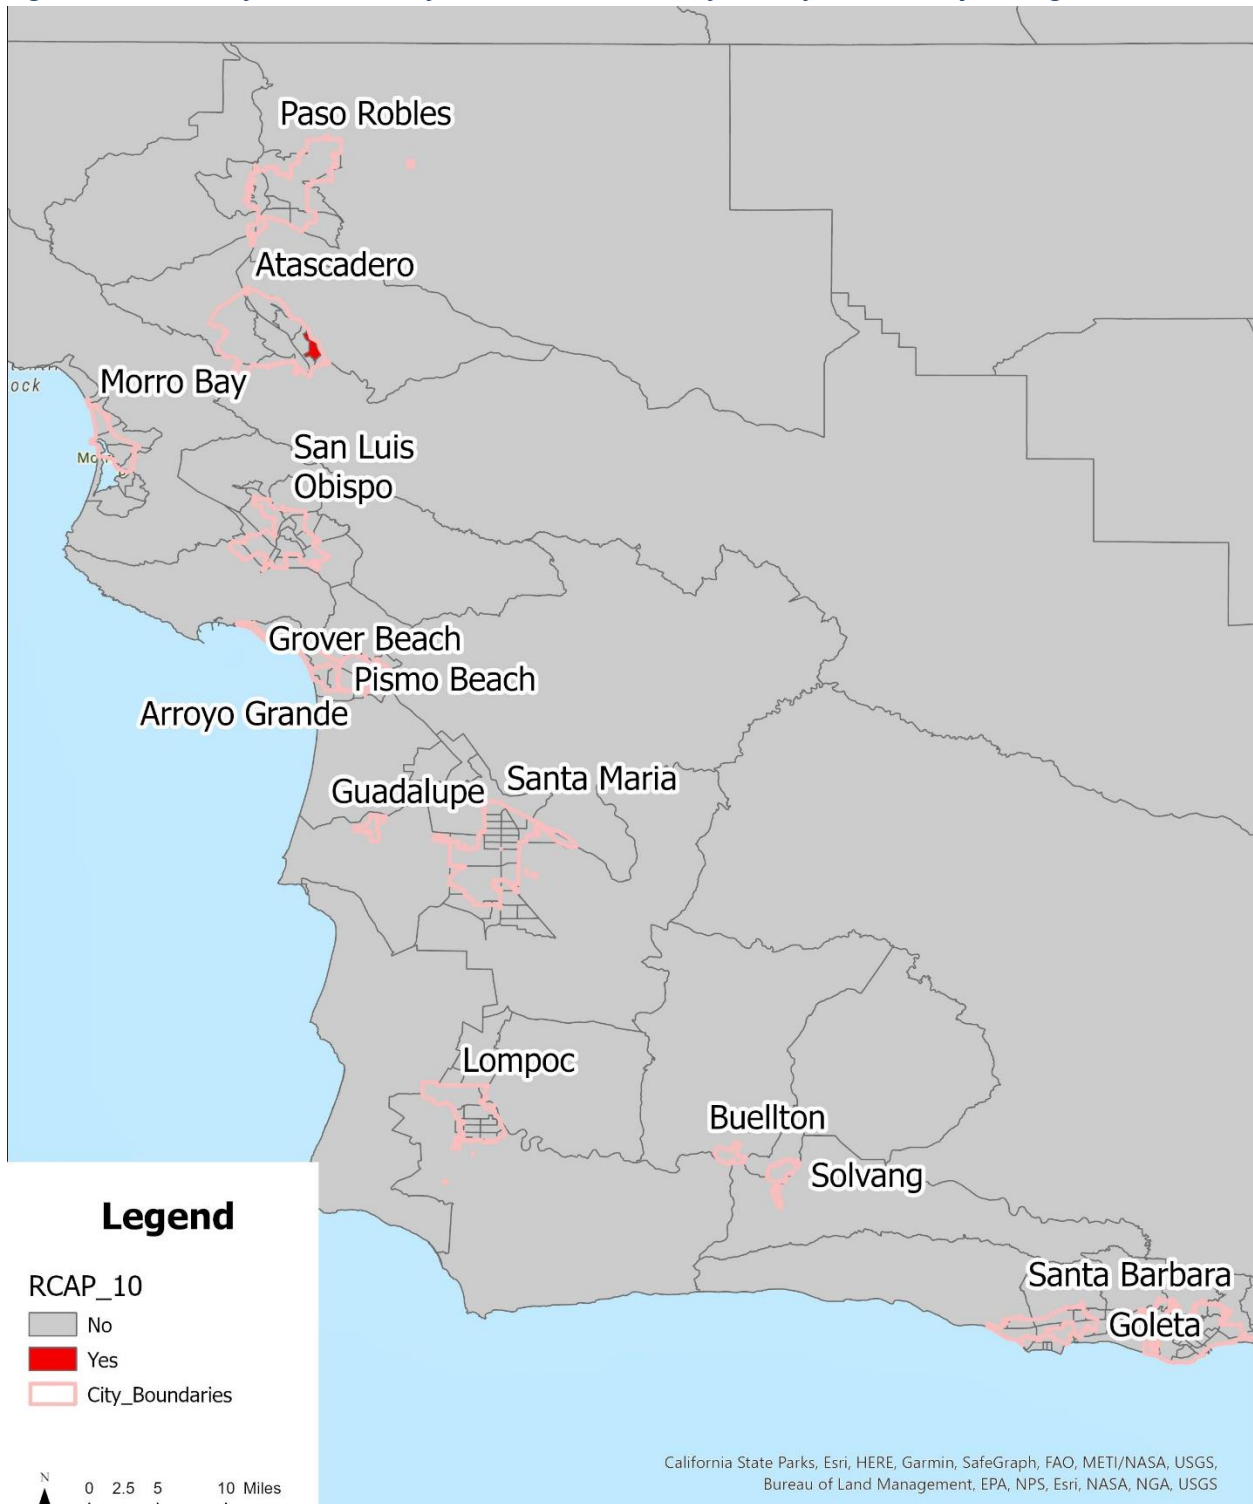 Paso Robles
Atascadero
ock
Morro Bay
San Luis
Obispo
Grover Beach
Pismo Beach
Arroyo Grande
Santa Maria
Guadalupe
Lompoc
Buellton
Solvang
Santa Barbara
Goleta
Legend
RCAP_10
No
Yes
City_Boundaries
N
0 2.5 5 10 Miles
California State Parks, Esri, HERE, Garmin, SafeGraph, FAO, METI/NASA, USGS,
Bureau of Land Management, EPA, NPS, Esri, NASA, NGA, USGS